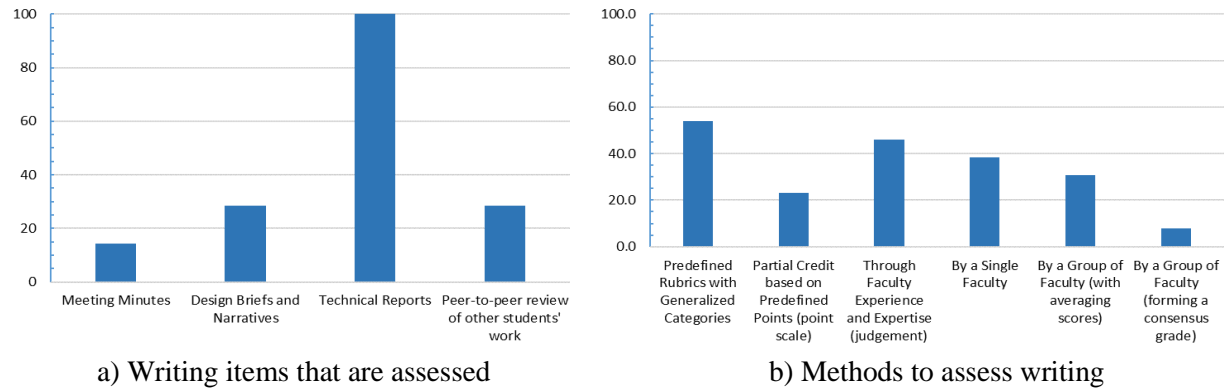 100
80
60
40
20
0
Meeting Minutes
Design Briefs and
Narratives
Technical Reports
Peer-to-peer review
of other students'
work
a) Writing items that are assessed
100.0
80.0
60.0
40.0
20.0
0.0
Predefined
Rubrics with
Generalized
Categories
Partial Credit
based on
Predefined
Points (point
scale)
Through
Faculty
Experience
and Expertise
(judgement)
By a Single
Faculty
By a Group of
Faculty (with
averaging
scores)
By a Group of
Faculty
(forming a
consensus
grade)
b) Methods to assess writing